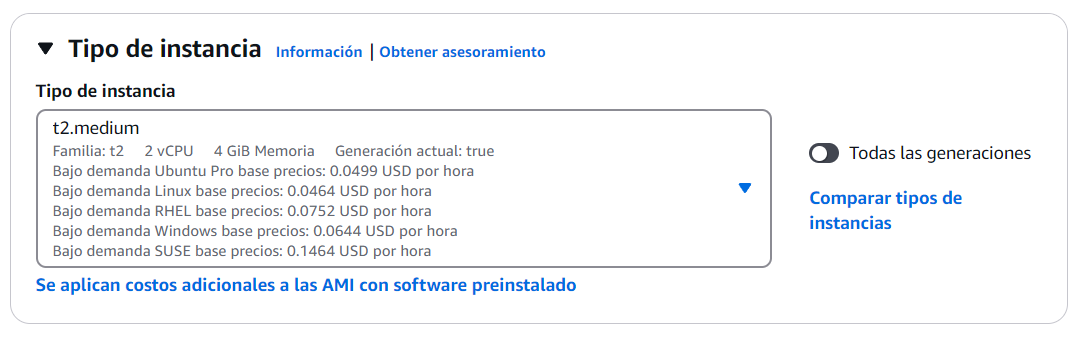 Tipo de instancia Información | Obtener asesoramiento
Tipo de instancia
t2.medium
Familia: t2 2 vCPU 4 GiB Memoria Generación actual: true
Bajo demanda Ubuntu Pro base precios: 0.0499 USD por hora
Bajo demanda Linux base precios: 0.0464 USD por hora
Bajo demanda RHEL base precios: 0.0752 USD por hora
Bajo demanda Windows base precios: 0.0644 USD por hora
Bajo demanda SUSE base precios: 0.1464 USD por hora
Todas las generaciones
Comparar tipos de
instancias
Se aplican costos adicionales a las AMI con software preinstalado